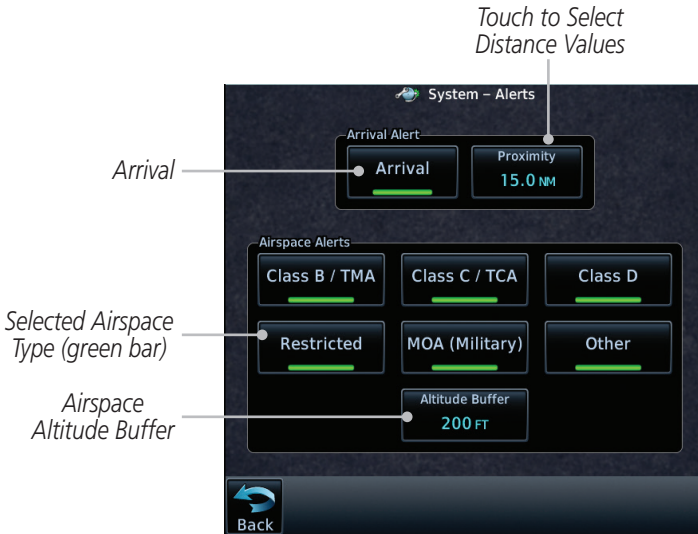 Touch to Select
Distance Values
System – Alerts
Arrival Alert
Arrival
Arrival
Proximity
15.0 NM
Airspace Alerts
Class B / TMA
Class C / TCA
Class D
Selected Airspace
Type (green bar)
Restricted
MOA (Military)
Other
Airspace
Altitude Buffer
Altitude Buffer
200 FT
Back